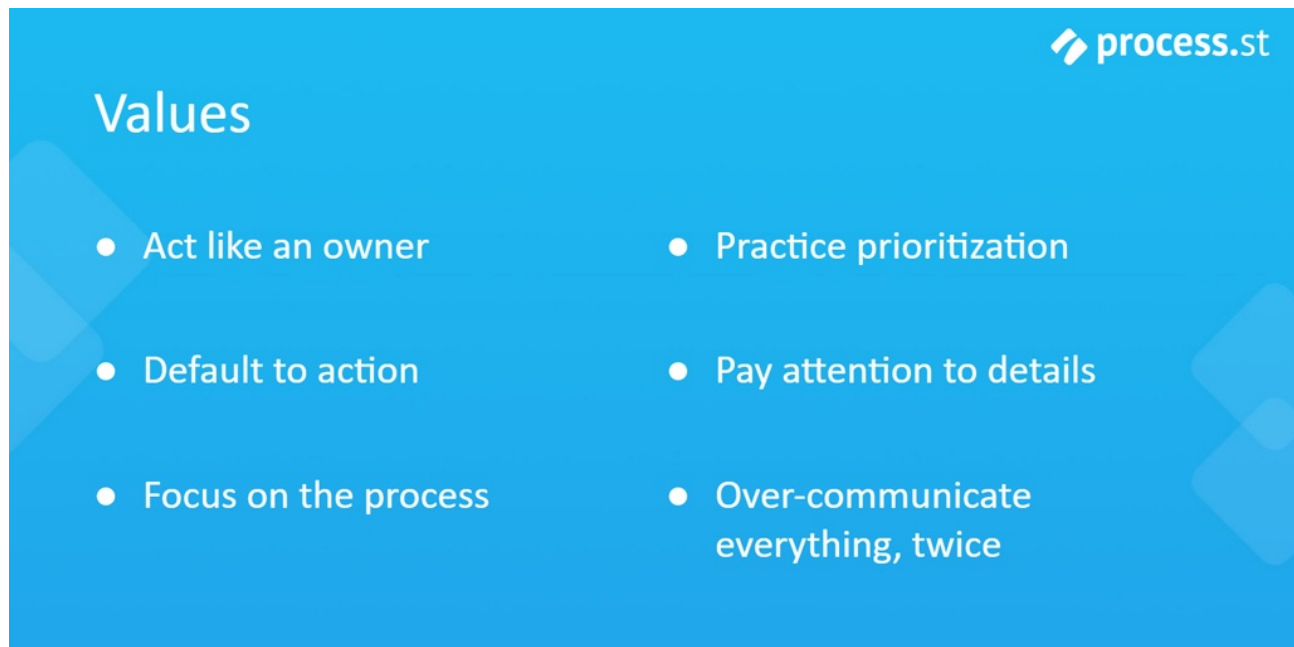 process.st
Values
● Act like an owner
● Default to action
● Focus on the process
● Practice prioritization
● Pay attention to details
● Over-communicate
everything, twice